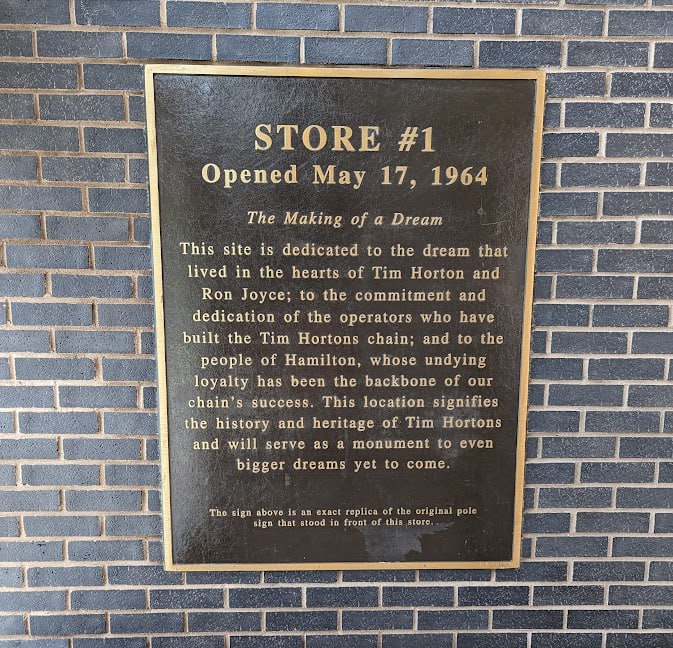 STORE #1
Opened May 17, 1964
The Making of a Dream
This site is dedicated to the dream that
lived in the hearts of Tim Horton and
Ron Joyce; to the commitment and
dedication of the operators who have
built the Tim Hortons chain; and to the
people of Hamilton, whose undying
loyalty has been the backbone of our
chain's success. This location signifies
the history and heritage of Tim Hortons
and will serve as a monument to even
bigger dreams yet to come.
The sign above is an exact replica of the original pole
sign that stood in front of this store.